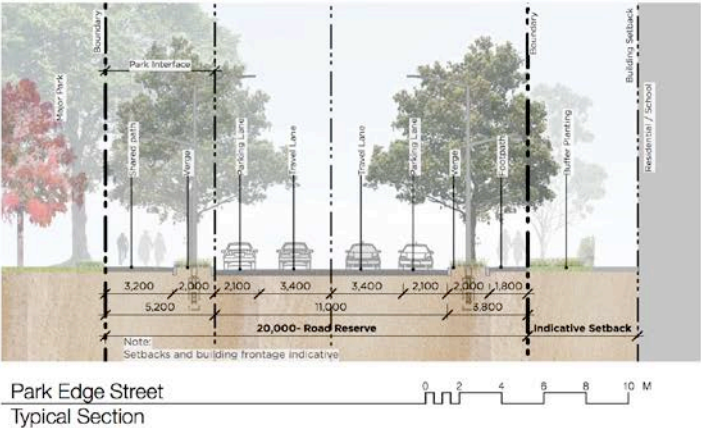 Boundary
Park Interface
Major Park
Shared path
Verge
Parking Lane
Travel Lane
Travel Lane
Parking Lane
Verge
Footpath
Boundary
Buffer Planting
Building Setback
Residential / School
3,200 2,000 2,100 3,400 3,400 2,100 2,000 1,800
5,200 11,000 3,800
20,000- Road Reserve Indicative Setback
Note:
Setbacks and building frontage indicative
Park Edge Street
Typical Section
0 2 4 6 8 10 M